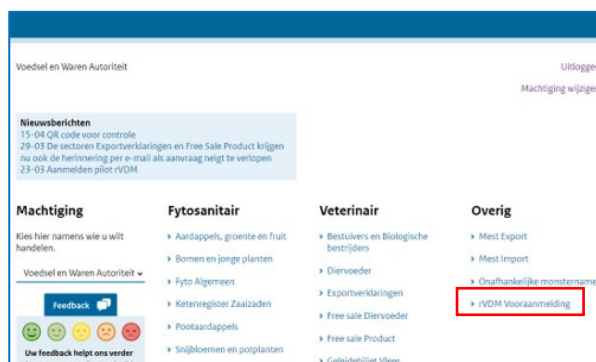 Voedsel en Waren Autoriteit
Uitlogge
Machtiging wijzige
Nieuwsberichten
15-04 QR code voor controle
29-03 De sectoren Exportverklaringen en Free Sale Product krijgen
nu ook de herinnering per e-mail als aanvraag neigt te verlopen
23-03 Aanmelden pilot rVDM
Machtiging
Kies hier namens wie u wilt
handelen.
Voedsel en Waren Autoriteit
Feedback
Uw feedback helpt ons verder
Fytosanitair
Aardappels, groente en fruit
Bomen en jonge planten
Fyto Algemeen
Ketenregister Zaaizaden
Pootaardappels
Snijbloemen en potplanten
Veterinair
Bestuivers en Biologische
bestrijders
Diervoeder
Exportverklaringen
Free sale Diervoeder
Free sale Product
Geleidebiljet Vlees
Overig
Mest Export
Mest Import
Onafhankelijke monstername
rVDM Vooraanmelding